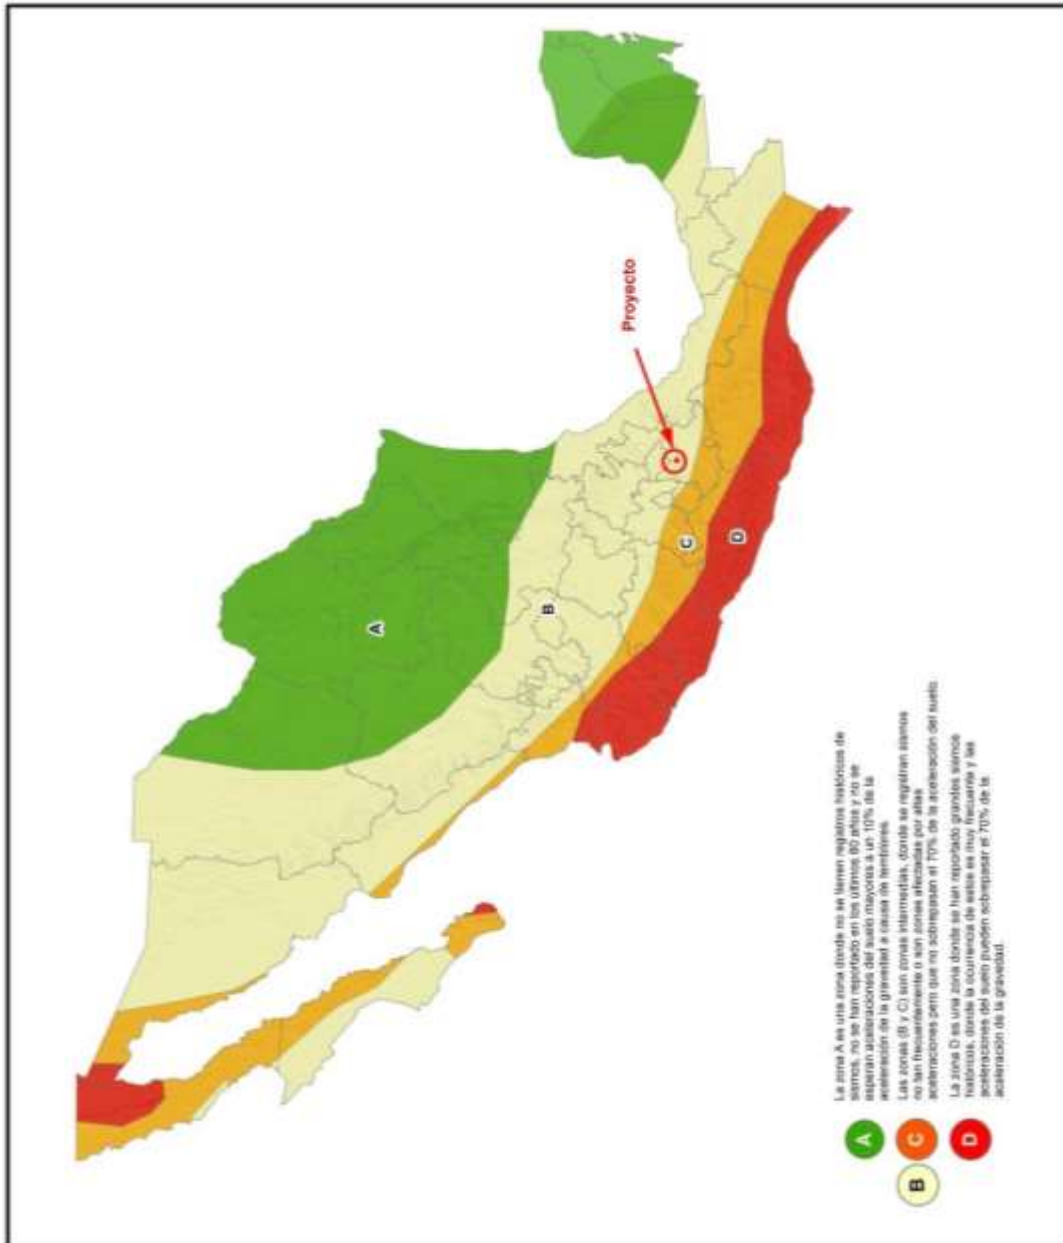 Proyecto
A
B
C
D
A
La zona A es una zona donde no se tienen registros históricos de
sismos, no se han reportado en los últimos 80 años y no se
esperan aceleraciones del suelo mayores a un 10% de la
aceleración de la gravedad a causa de temblores.
B
C
Las zonas (B y C) son zonas intermedias, donde se registran sismos
no tan frecuentemente o son zonas afectadas por altas
aceleraciones pero que no sobrepasan el 70% de la aceleración del suelo
D
La zona D es una zona donde se han reportado grandes sismos
históricos, donde la ocurrencia de estos es muy frecuente y las
aceleraciones del suelo pueden sobrepasar el 70% de la
aceleración de la gravedad.